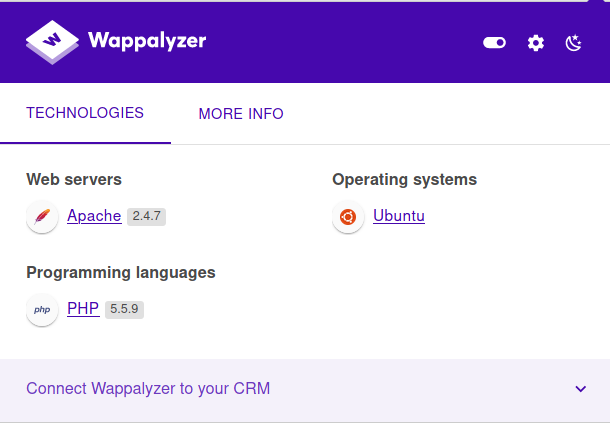 W Wappalyzer
TECHNOLOGIES
MORE INFO
Web servers
Apache 2.4.7
Operating systems
Ubuntu
Programming languages
php PHP 5.5.9
Connect Wappalyzer to your CRM